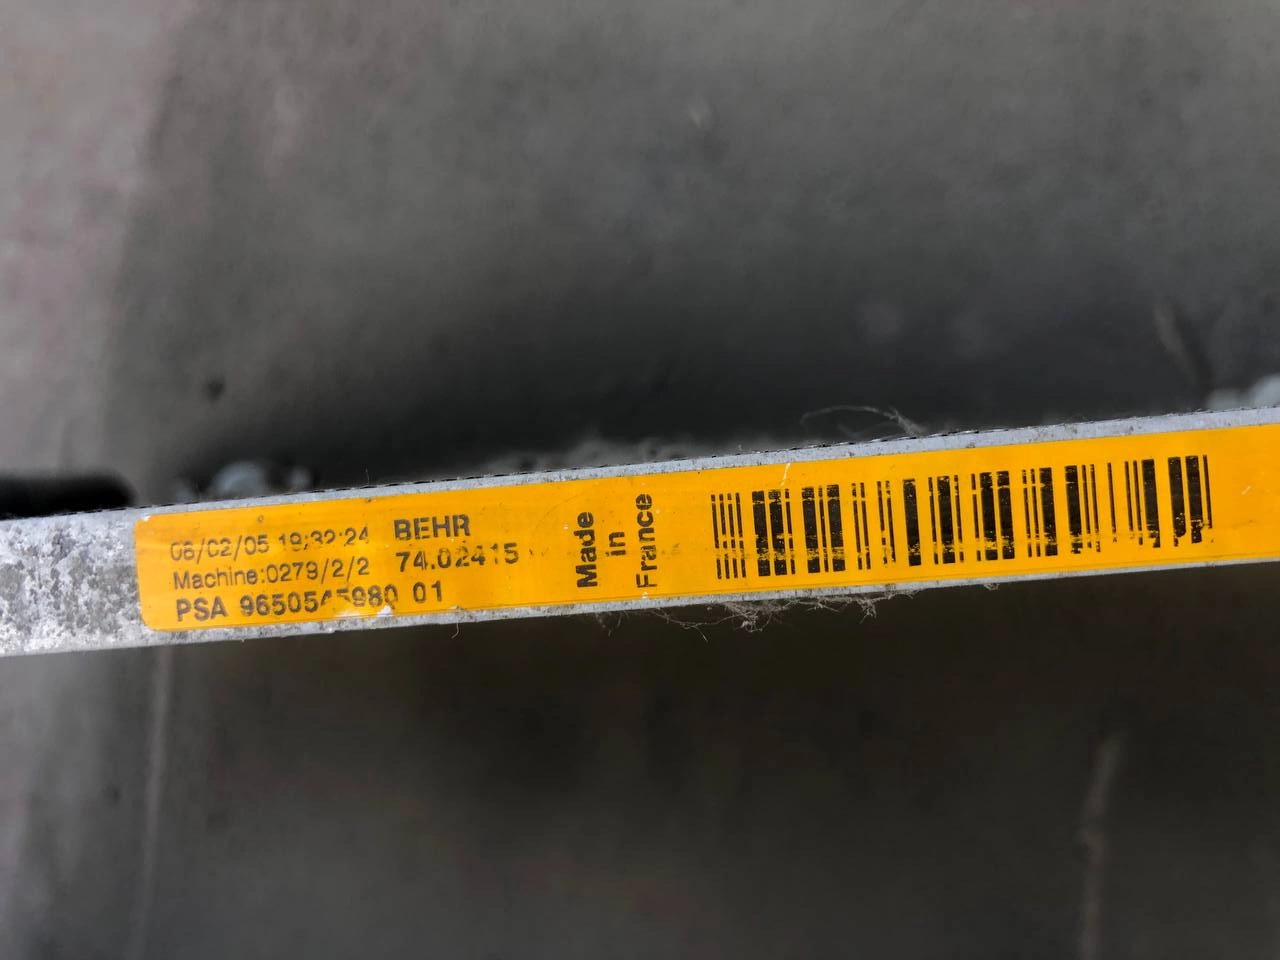 06/02/05 19:32:24 BEHR
Machine:0279/2/2 74.02415
PSA 9650545980 01
Made
in
France